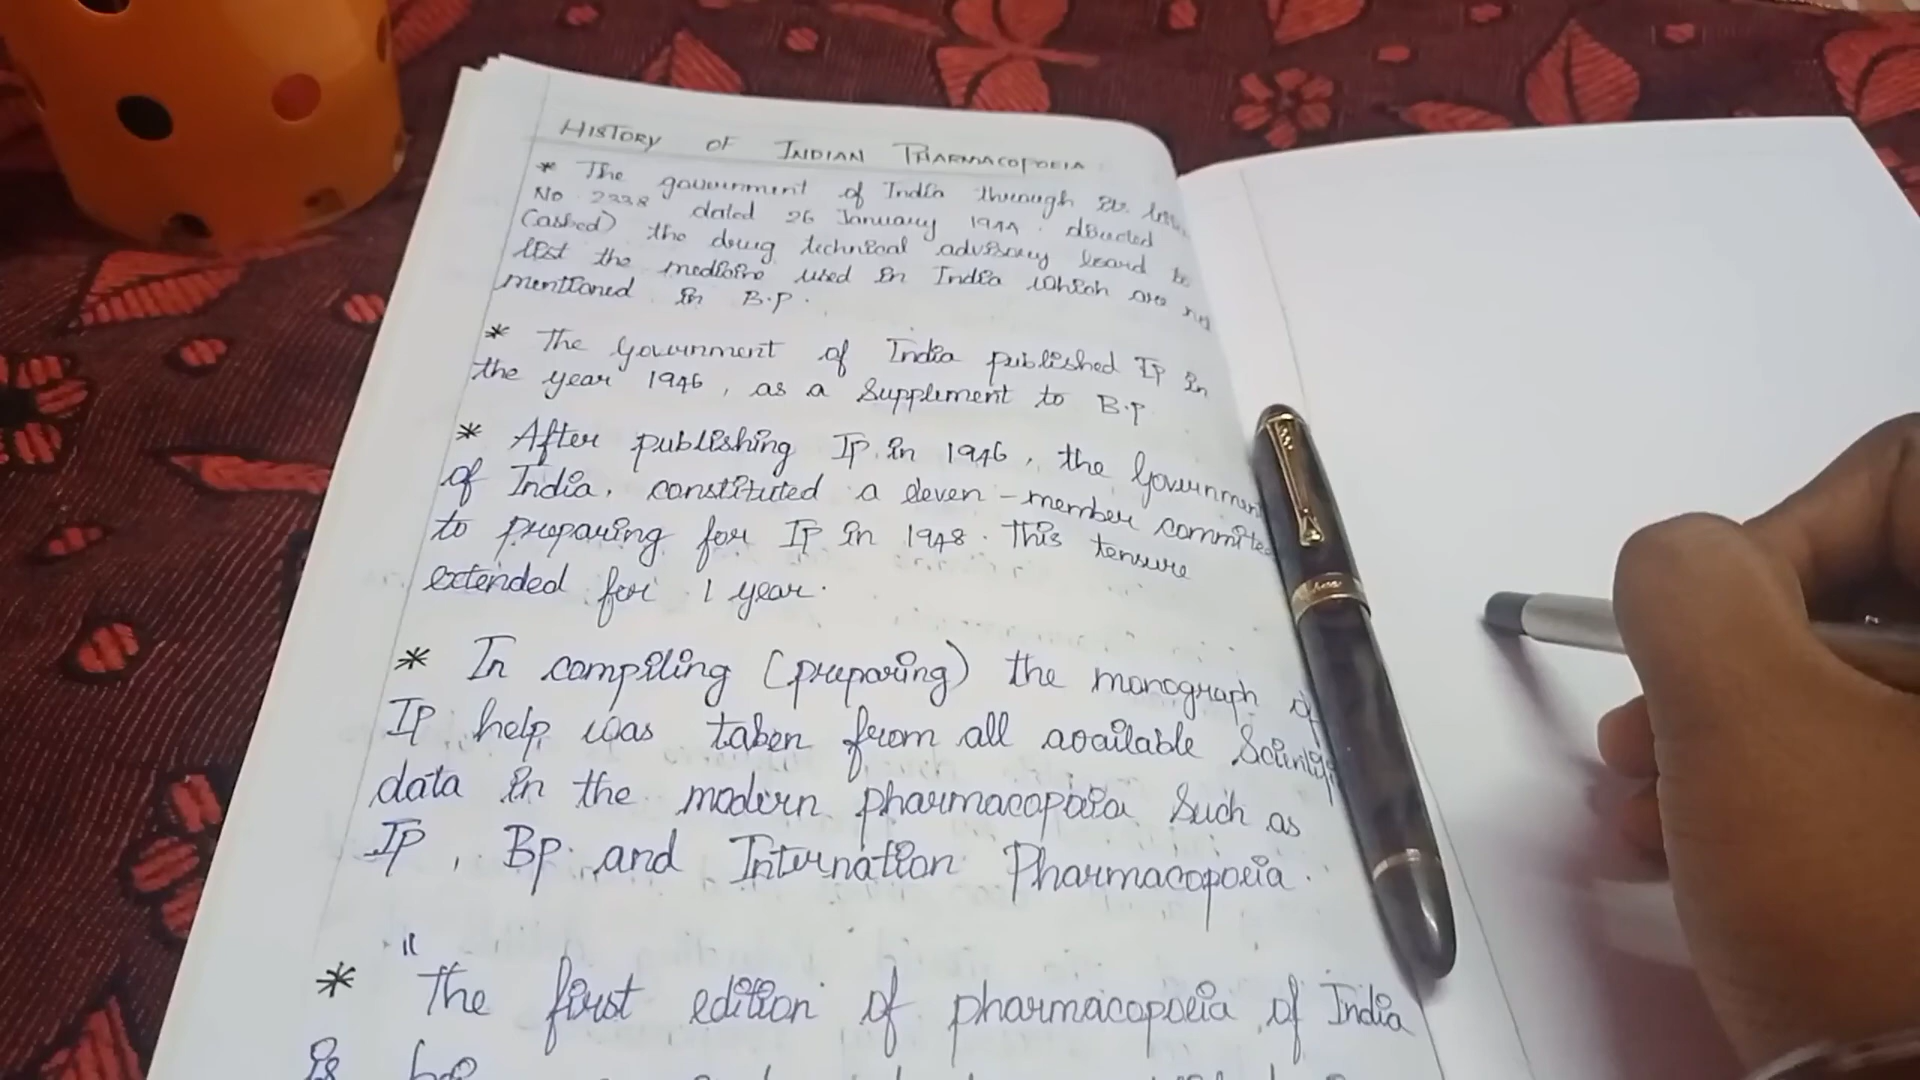 HISTORY OF INDIAN PHARMACOPOEIA
* The government of India through
No. 2238 dated 26 January 1944. directed
(asked) the drug technical advisory board to
list the medicine used in India which are not
mentioned in B.P.
* The Government of India published IP in
the year 1946, as a Supplement to B.P
* After publishing IP in 1946, the Government
of India, constituted a eleven-member committee
to preparing for IP in 1948. This tensure
extended for 1 year.
* In compiling (preparing) the monograph of
IP help was taken from all available
data in the modern pharmacopoeia Such as
IP, BP and Internation Pharmacopoeia.
* "The first edition of pharmacopoeia of India
is